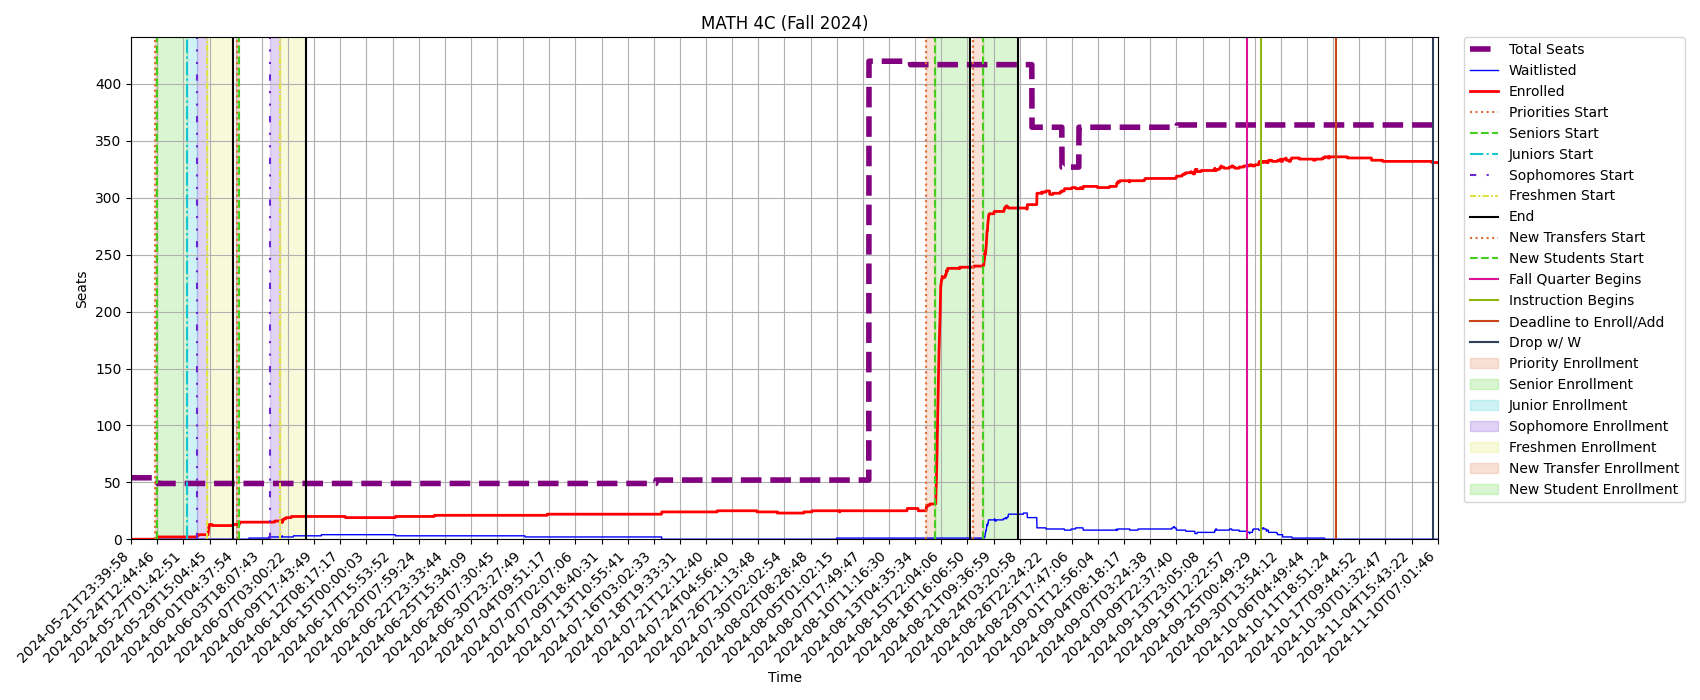 MATH 4C (Fall 2024)
Seats
400
350
300
250
200
150
100
50
0
2024-05-21T23:39:58
2024-05-24T12:44:46
2024-05-27T01:42:51
2024-05-29T15:04:45
2024-06-01T04:37:54
2024-06-03T18:07:43
2024-06-07T03:00:22
2024-06-09T17:43:49
2024-06-12T08:17:17
2024-06-15T00:00:03
2024-06-17T15:53:52
2024-06-20T07:59:24
2024-06-22T23:33:44
2024-06-25T15:34:09
2024-06-28T07:30:45
2024-06-30T23:27:49
2024-07-04T09:51:17
2024-07-07T02:07:06
2024-07-09T18:40:31
2024-07-13T10:55:41
2024-07-16T03:02:33
2024-07-18T19:33:31
2024-07-21T12:12:40
2024-07-24T04:56:40
2024-07-26T21:13:48
2024-07-30T02:02:54
2024-08-02T08:28:48
2024-08-05T01:02:15
2024-08-07T17:49:47
2024-08-10T11:16:30
2024-08-13T04:35:34
2024-08-15T22:04:06
2024-08-18T16:06:50
2024-08-21T09:36:59
2024-08-24T03:20:58
2024-08-26T22:24:22
2024-08-29T17:47:06
2024-09-01T12:56:04
2024-09-04T08:18:17
2024-09-07T03:24:38
2024-09-09T22:37:40
2024-09-13T23:05:08
2024-09-19T12:22:57
2024-09-25T00:49:29
2024-09-30T13:54:12
2024-10-06T04:49:44
2024-10-11T18:51:24
2024-10-17T09:44:52
2024-10-30T01:32:47
2024-11-04T15:43:22
2024-11-10T07:01:46
Time
Total Seats
Waitlisted
Enrolled
Priorities Start
Seniors Start
Juniors Start
Sophomores Start
Freshmen Start
End
New Transfers Start
New Students Start
Fall Quarter Begins
Instruction Begins
Deadline to Enroll/Add
Drop w/ W
Priority Enrollment
Senior Enrollment
Junior Enrollment
Sophomore Enrollment
Freshmen Enrollment
New Transfer Enrollment
New Student Enrollment